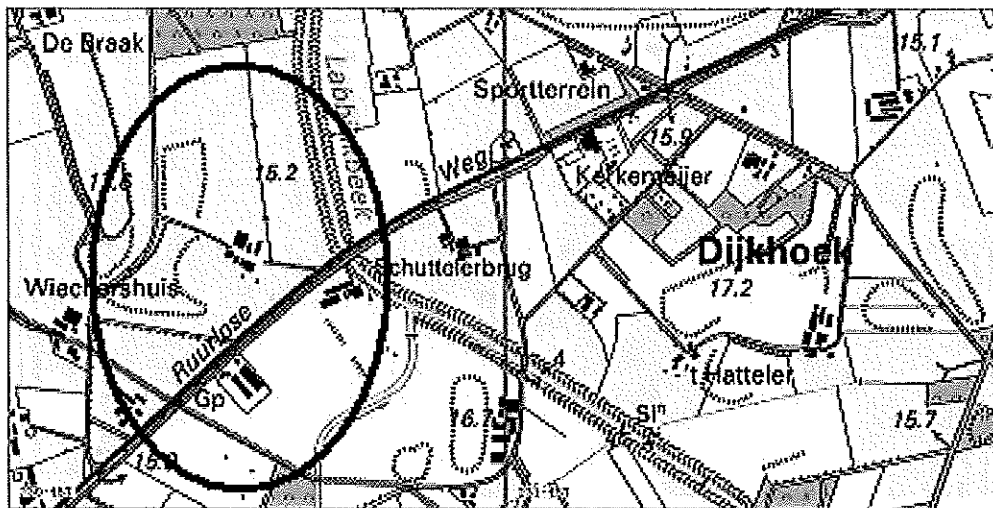 De Braak
15.1
Sportterrein
15.9
15.2
Weg
Kerkemeijer
Dijkhoek
Schuttelerbrug
Wiechershuis
17.2
Ruurlose
't Hatteler
Gp
A
Slⁿ
16.7
15.7